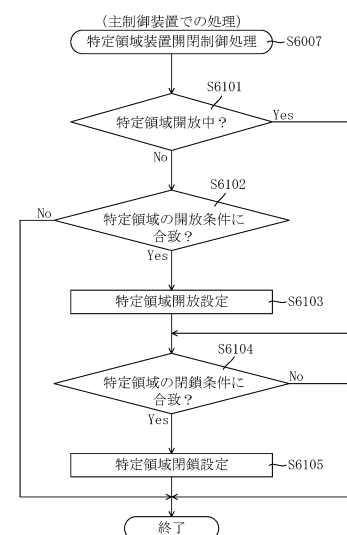 (主制御装置での処理)
特定領域装置開閉制御処理 S6007
S6101
特定領域開放中？ Yes
No
S6102
No 特定領域の開放条件に
合致？
Yes
特定領域開放設定 S6103
S6104
特定領域の閉鎖条件に No
合致？
Yes
特定領域閉鎖設定 S6105
終了